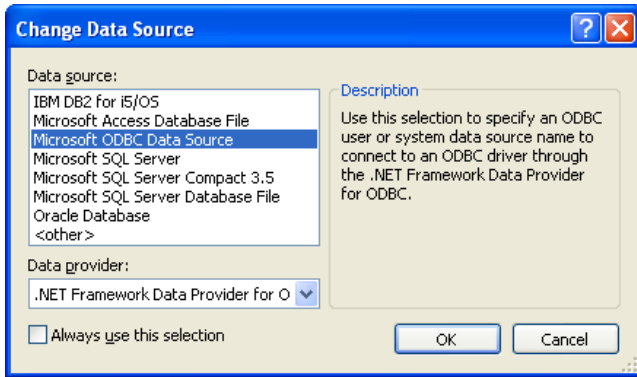 Change Data Source
Data source:
IBM DB2 for i5/OS
Microsoft Access Database File
Microsoft ODBC Data Source
Microsoft SQL Server
Microsoft SQL Server Compact 3.5
Microsoft SQL Server Database File
Oracle Database
<other>
Data provider:
.NET Framework Data Provider for O
Always use this selection
Description
Use this selection to specify an ODBC
user or system data source name to
connect to an ODBC driver through
the .NET Framework Data Provider
for ODBC.
OK
Cancel